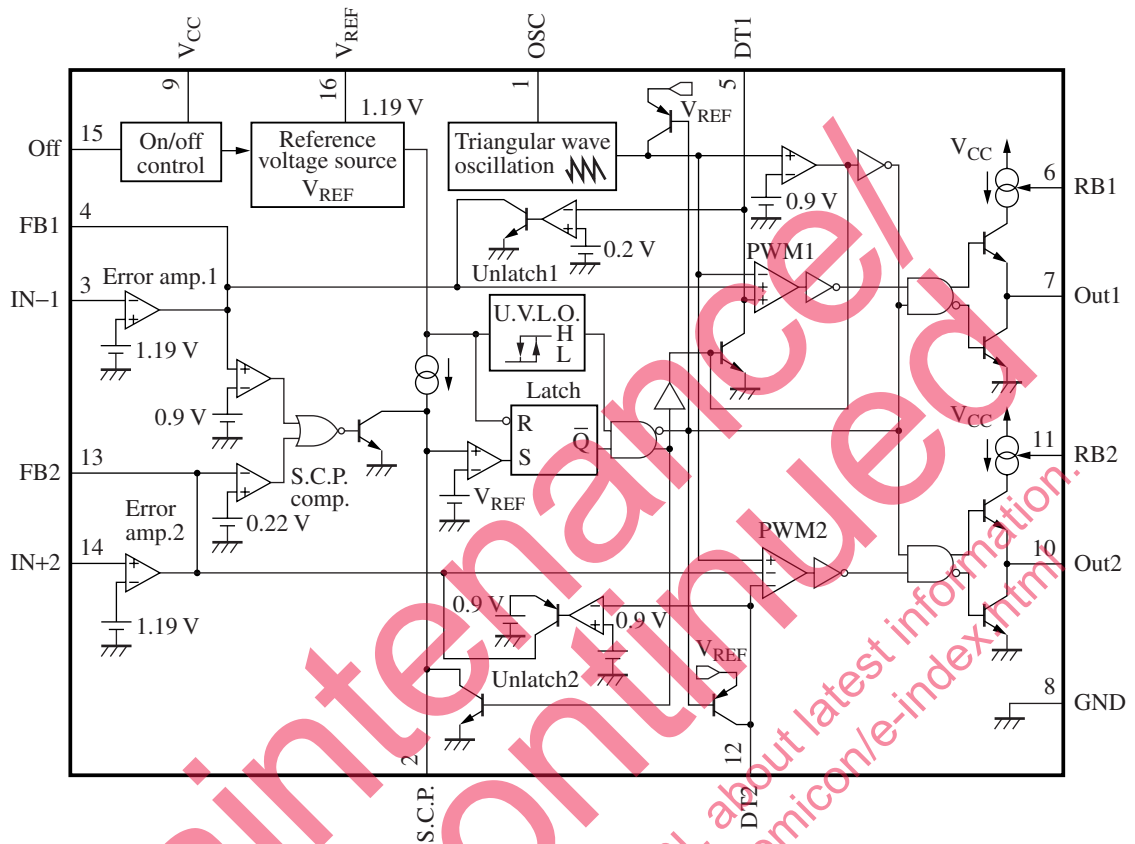 VCC
VREF
OSC
DT1
9
16
1
5
1.19 V
VREF
Off
15
On/off
control
Reference
voltage source
VREF
Triangular wave
oscillation
VCC
6
RB1
FB1
4
0.9 V
0.2 V
Unlatch1
PWM1
Error amp.1
IN−1
3
7
Out1
U.V.L.O.
H
L
1.19 V
Latch
R
S
Q
0.9 V
VCC
11
RB2
FB2
13
S.C.P.
comp.
VREF
0.22 V
Error
amp.2
PWM2
IN+2
14
10
Out2
0.9 V
0.9 V
1.19 V
VREF
Unlatch2
8
GND
2
12
S.C.P.
DT2
maintenance/
continued
about latest information.
emicon/e-index.html